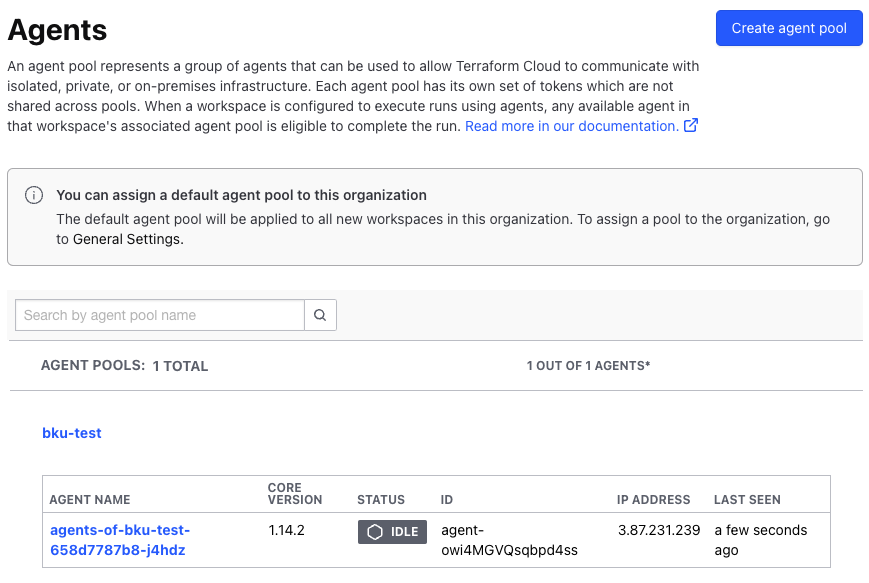 Agents
Create agent pool
An agent pool represents a group of agents that can be used to allow Terraform Cloud to communicate with
isolated, private, or on-premises infrastructure. Each agent pool has its own set of tokens which are not
shared across pools. When a workspace is configured to execute runs using agents, any available agent in
that workspace's associated agent pool is eligible to complete the run. Read more in our documentation.
You can assign a default agent pool to this organization
The default agent pool will be applied to all new workspaces in this organization. To assign a pool to the organization, go
to General Settings.
Search by agent pool name
AGENT POOLS: 1 TOTAL
1 OUT OF 1 AGENTS*
bku-test
AGENT NAME
CORE
VERSION
STATUS
ID
IP ADDRESS
LAST SEEN
agents-of-bku-test-
658d7787b8-j4hdz
1.14.2
IDLE
agent-
owi4MGVQsqbpd4ss
3.87.231.239
a few seconds
ago